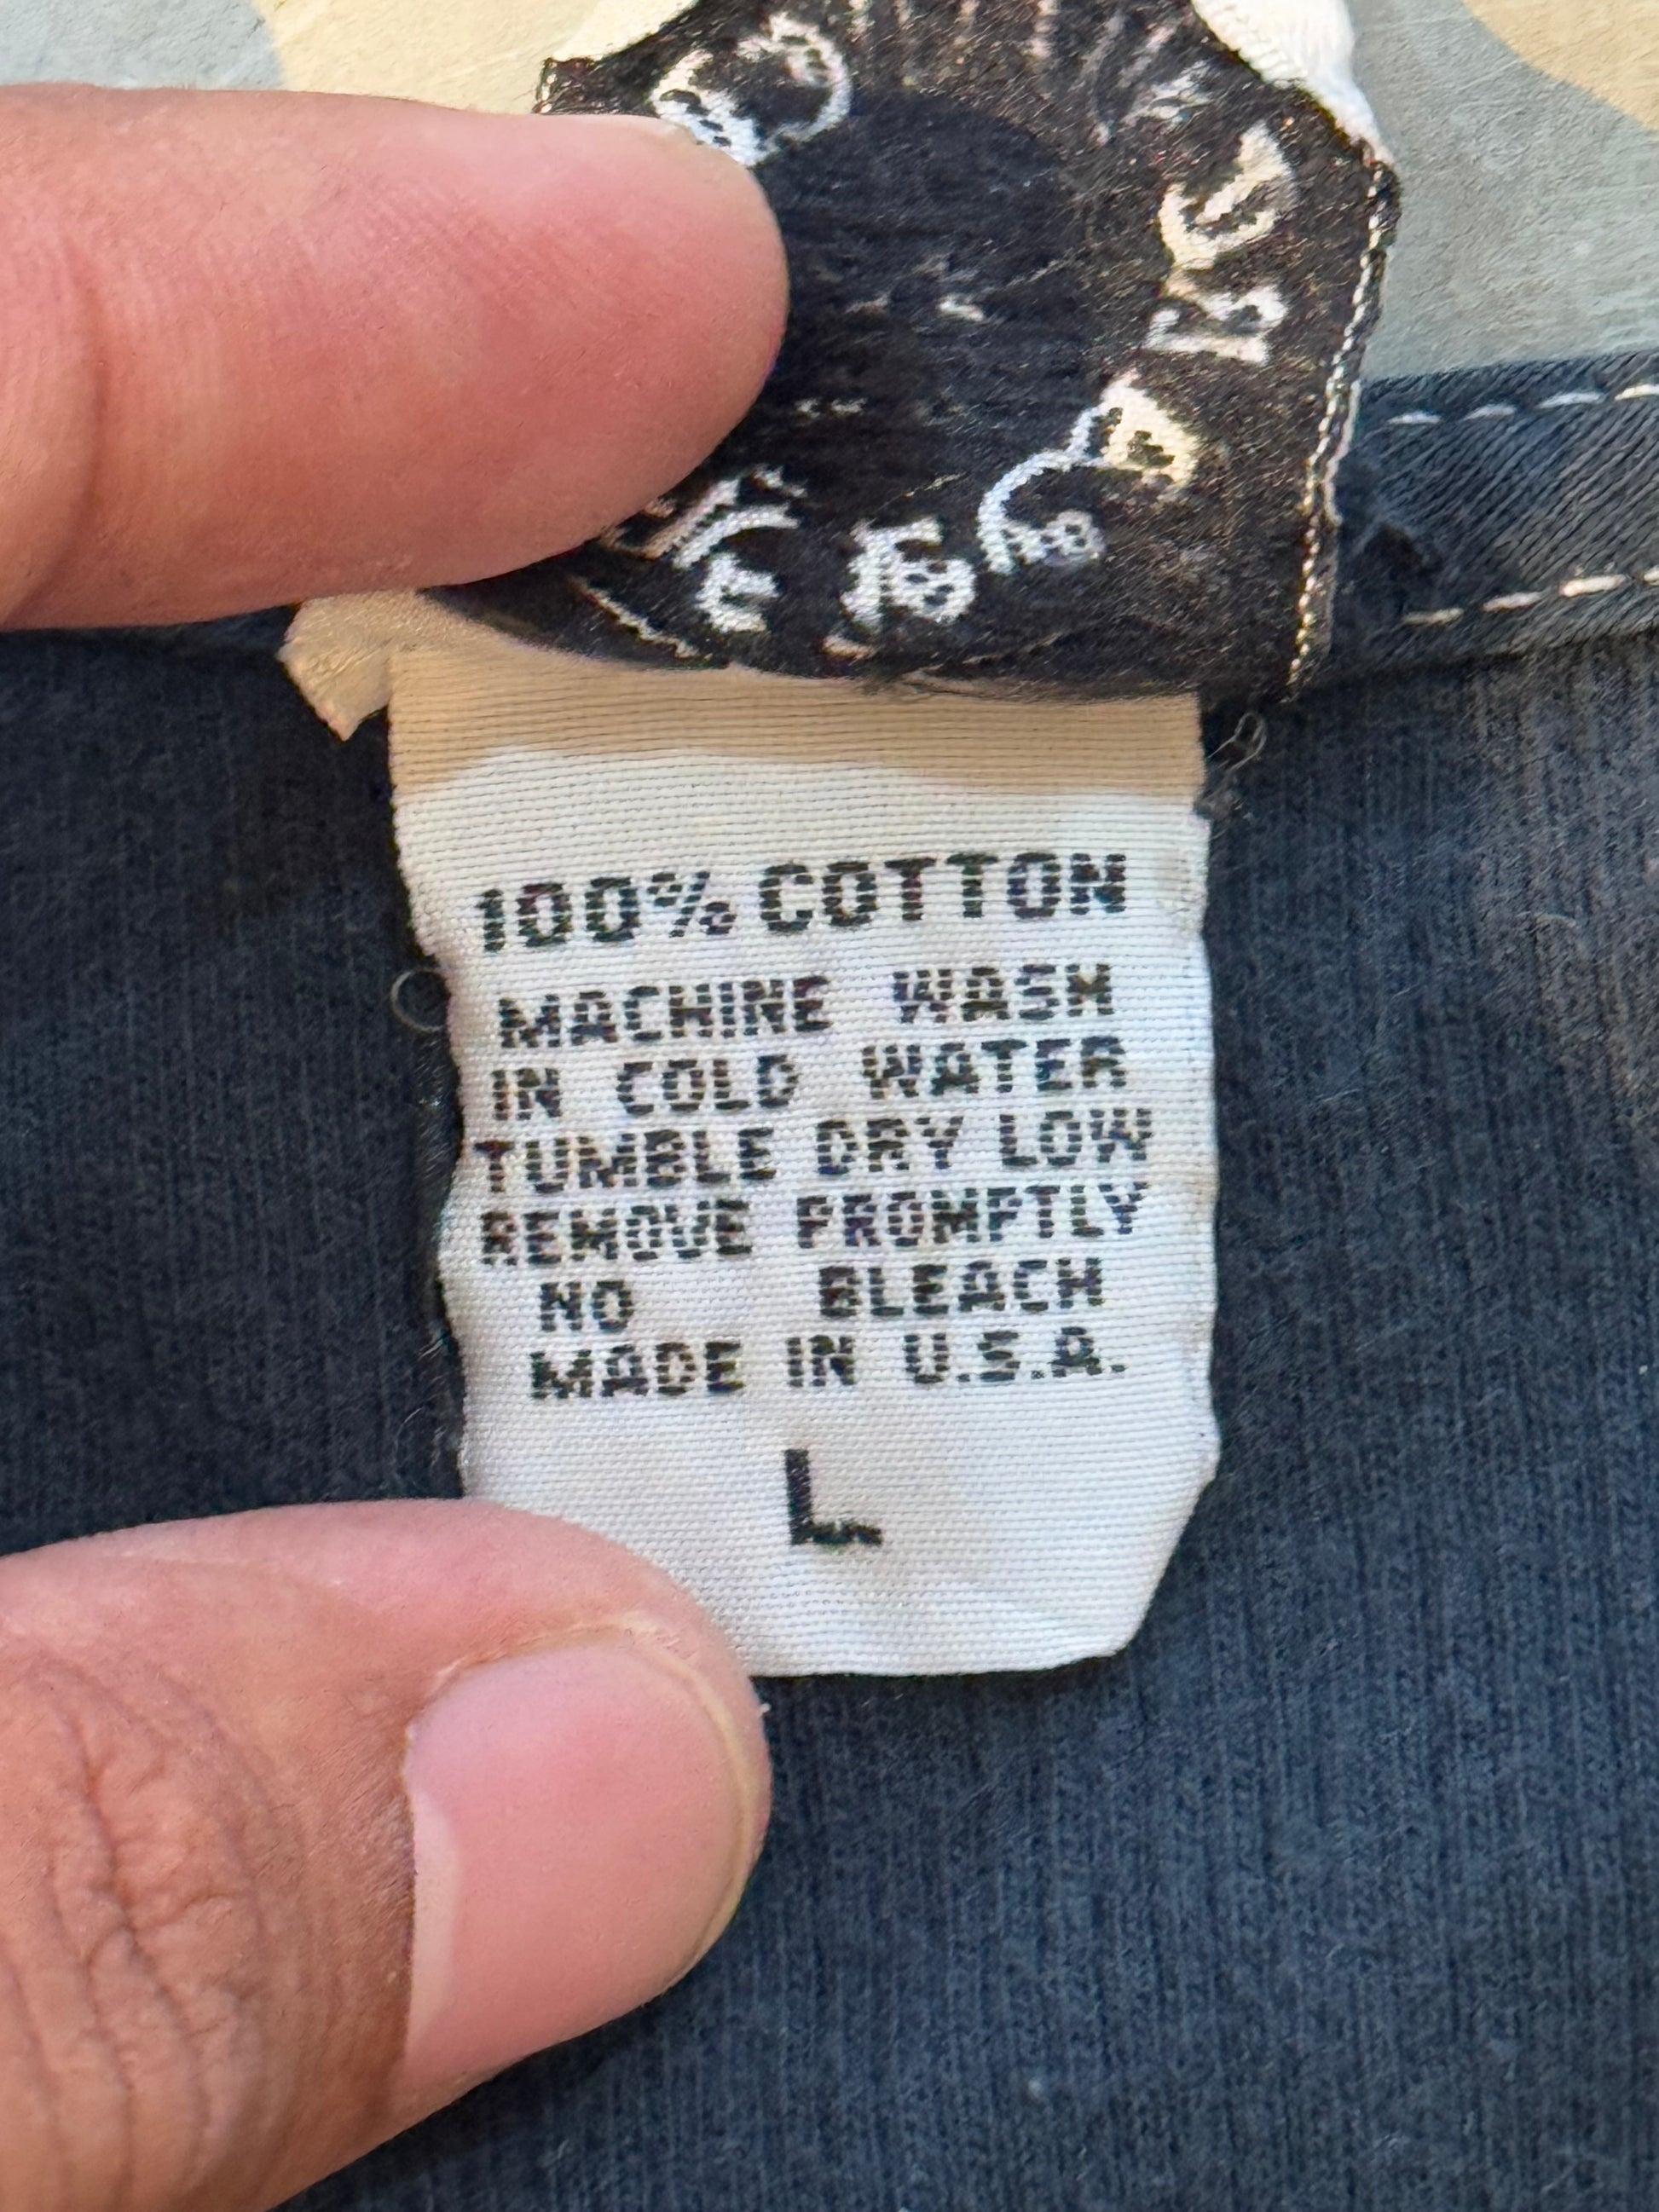 100% COTTON
MACHINE WASH
IN COLD WATER
TUMBLE DRY LOW
REMOVE PROMPTLY
NO BLEACH
MADE IN U.S.A.
L